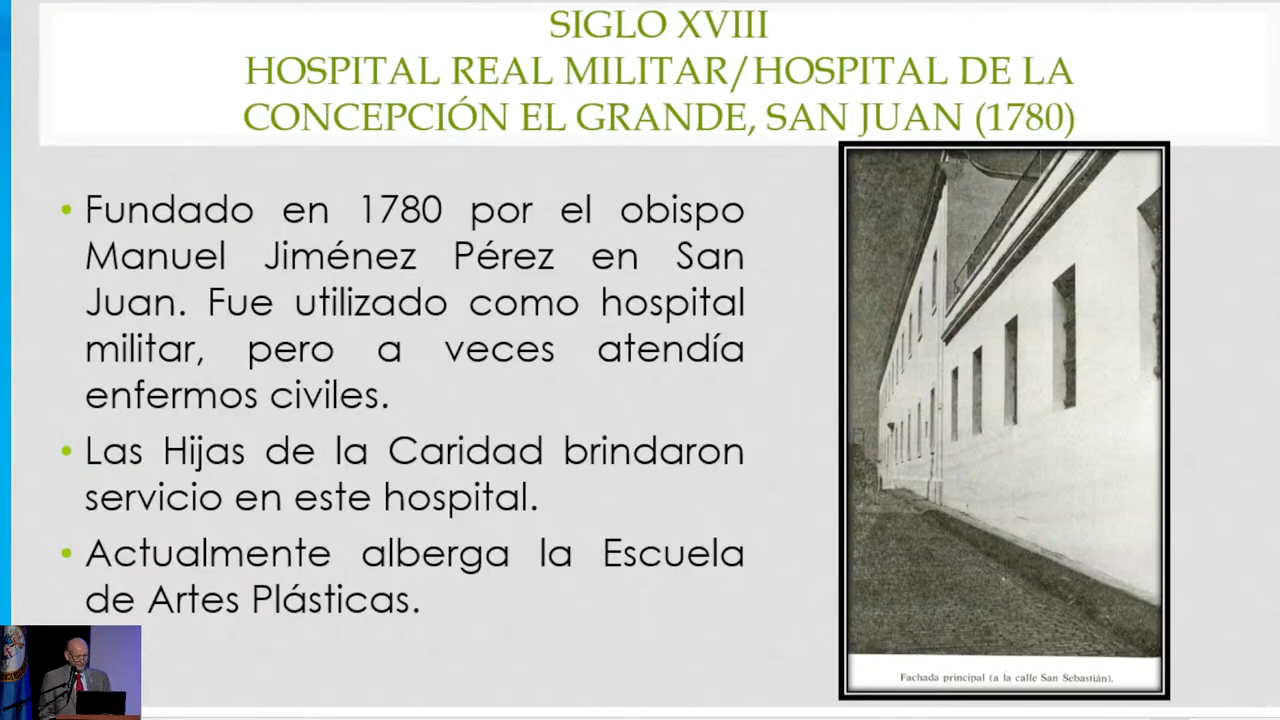 SIGLO XVIII
HOSPITAL REAL MILITAR/HOSPITAL DE LA
CONCEPCIÓN EL GRANDE, SAN JUAN (1780)
• Fundado en 1780 por el obispo
Manuel Jiménez Pérez en San
Juan. Fue utilizado como hospital
militar, pero a veces atendía
enfermos civiles.
• Las Hijas de la Caridad brindaron
servicio en este hospital.
• Actualmente alberga la Escuela
de Artes Plásticas.
Fachada principal (a la calle San Sebastián).